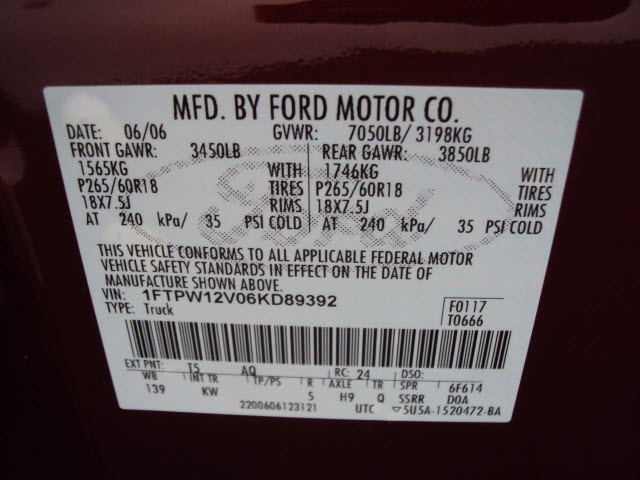 MFD. BY FORD MOTOR CO.
DATE: 06/06 GVWR: 7050LB/ 3198KG
FRONT GAWR: 3450LB REAR GAWR: 3850LB
1565KG WITH 1746KG WITH
P265/60R18 TIRES P265/60R18 TIRES
18X7.5J RIMS 18X7.5J RIMS
AT 240 kPa/ 35 PSI COLD AT 240 kPa/ 35 PSI COLD
Ford
THIS VEHICLE CONFORMS TO ALL APPLICABLE FEDERAL MOTOR
VEHICLE SAFETY STANDARDS IN EFFECT ON THE DATE OF
MANUFACTURE SHOWN ABOVE.
VIN: 1FTPW12V06KD89392 F0117
TYPE: Truck T0666
EXT PNT: T5 AQ RC: 24 DSO:
WB INT TR TP/PS R AXLE TR SPR 6F614
139 KW 5 H9 Q SSRR D0A
2200606123121 UTC ▽5U5A-1520472-BA